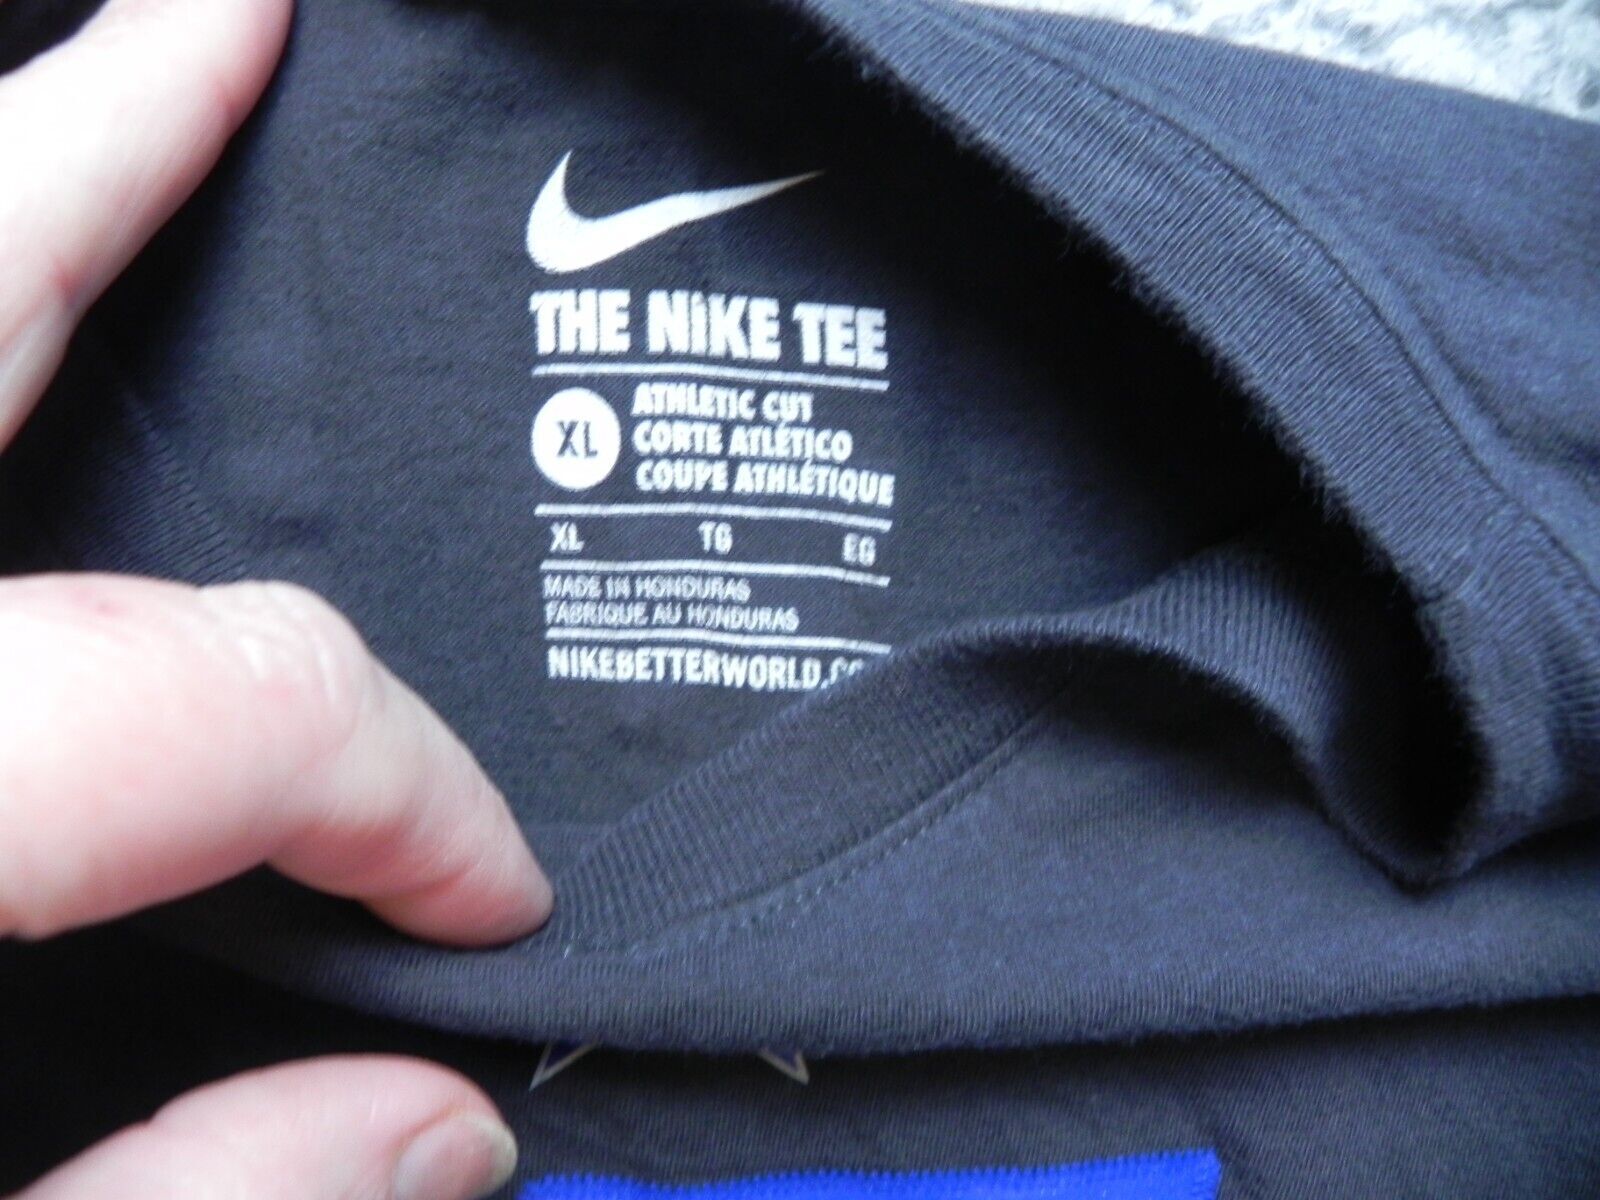 THE NIKE TEE
XL
ATHLETIC CUT
CORTE ATLÉTICO
COUPE ATHLÉTIQUE
XL TG EG
MADE IN HONDURAS
FABRIQUE AU HONDURAS
NIKEBETTERWORLD.CO